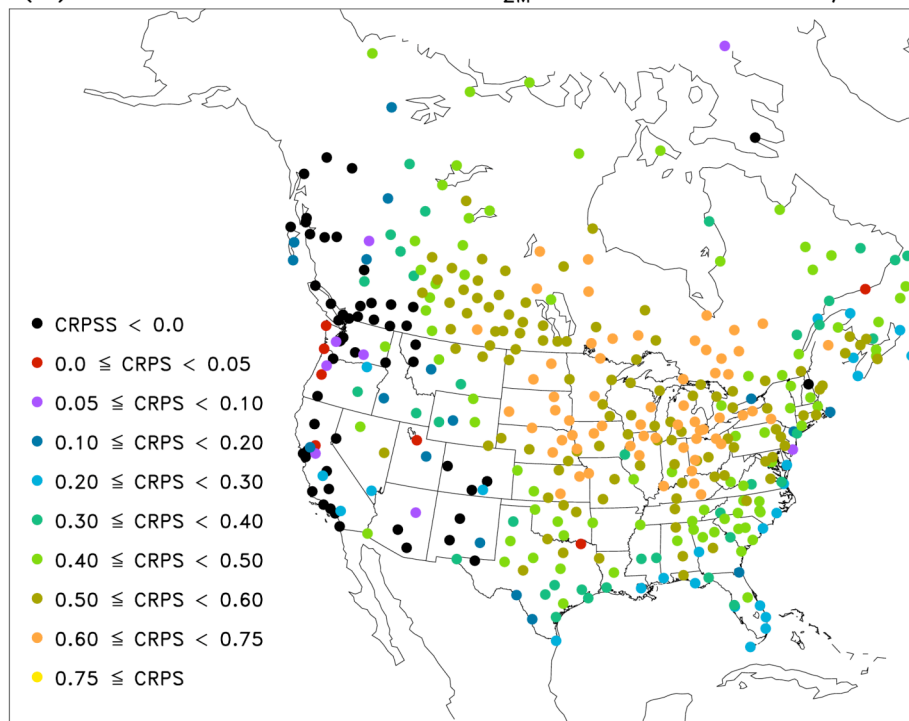 2M
CRPSS < 0.0
0.0 ≦ CRPS < 0.05
0.05 ≦ CRPS < 0.10
0.10 ≦ CRPS < 0.20
0.20 ≦ CRPS < 0.30
0.30 ≦ CRPS < 0.40
0.40 ≦ CRPS < 0.50
0.50 ≦ CRPS < 0.60
0.60 ≦ CRPS < 0.75
0.75 ≦ CRPS